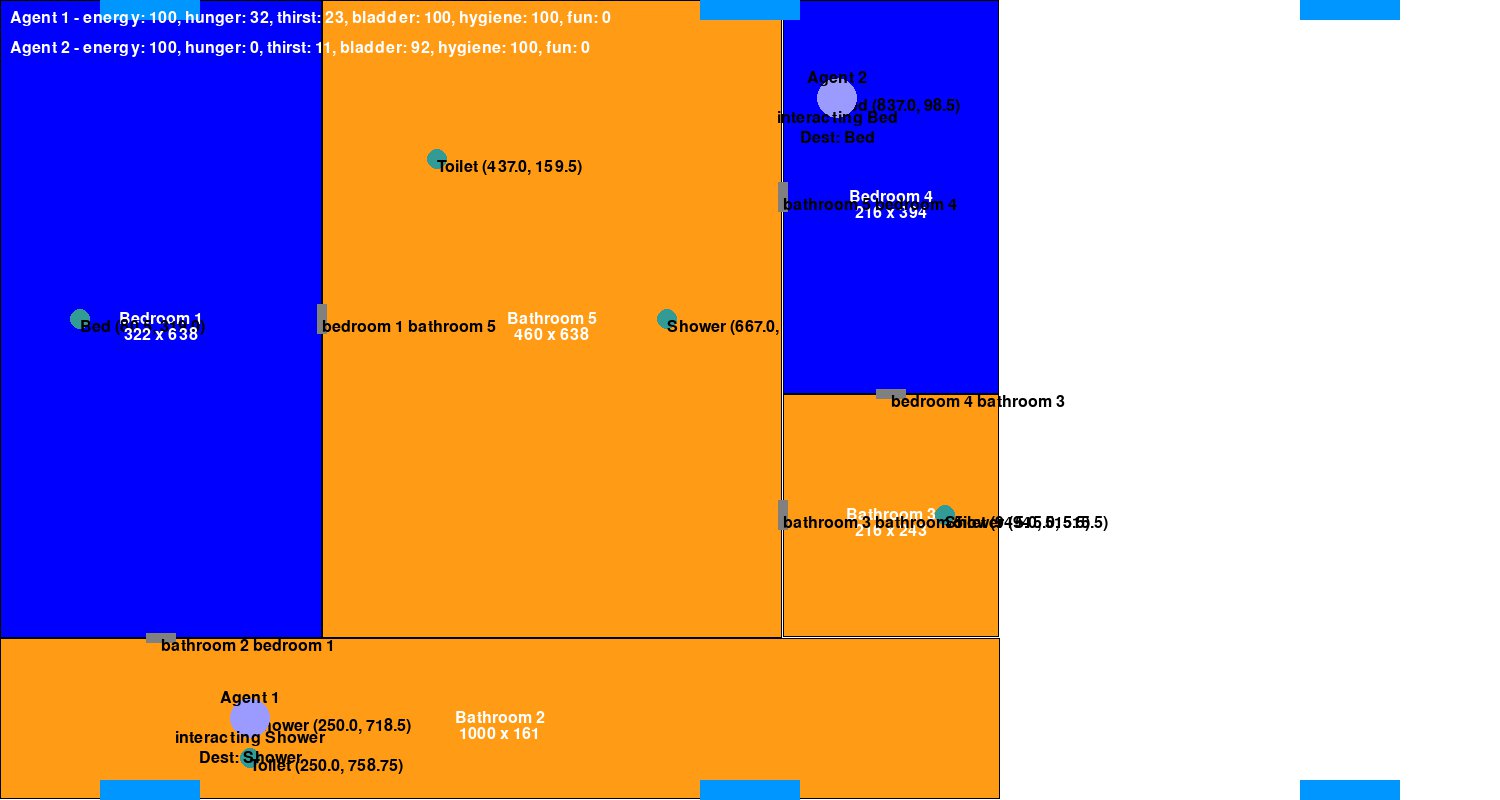 Agent 1 - energy: 100, hunger: 32, thirst: 23, bladder: 100, hygiene: 100, fun: 0
Agent 2 - energy: 100, hunger: 0, thirst: 11, bladder: 92, hygiene: 100, fun: 0
Agent 2
(837.0, 98.5)
interacting Bed
Dest: Bed
Toilet (437.0, 159.5)
Bedroom 4
bathroom 5 bedroom 4
216 x 394
Bedroom 1
Bed
322 x 638
bedroom 1 bathroom 5
Bathroom 5
460 x 638
Shower (667.0,
bedroom 4 bathroom 3
Bathroom 3
bathroom 3 bathroom 5
216 x 243
bathroom 2 bedroom 1
Agent 1
Shower (250.0, 718.5)
interacting Shower
Dest: Shower
Toilet (250.0, 758.75)
Bathroom 2
1000 x 161